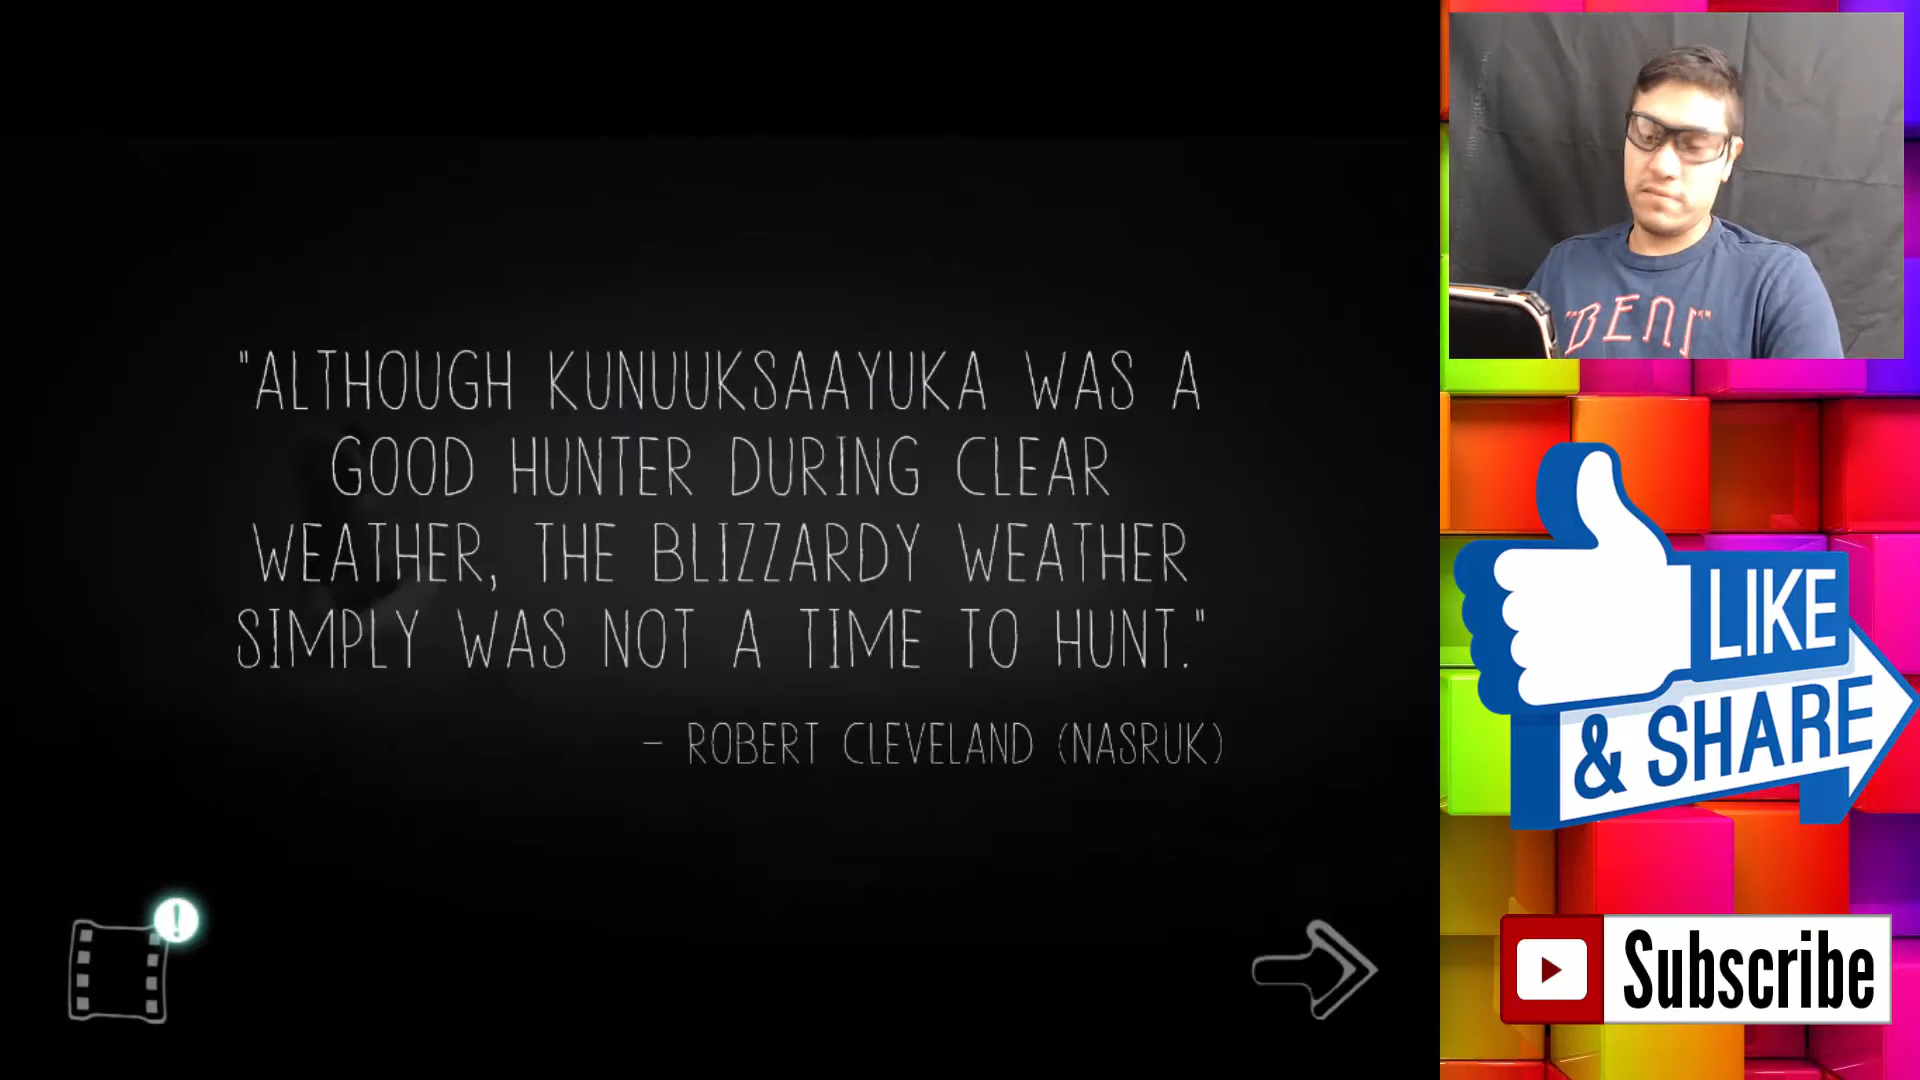 "ALTHOUGH KUNUUKSAAYUKA WAS A
GOOD HUNTER DURING CLEAR
WEATHER, THE BLIZZARDY WEATHER
SIMPLY WAS NOT A TIME TO HUNT."
- ROBERT CLEVELAND (NASRUK)
!
"BENJ"
LIKE
& SHARE
Subscribe